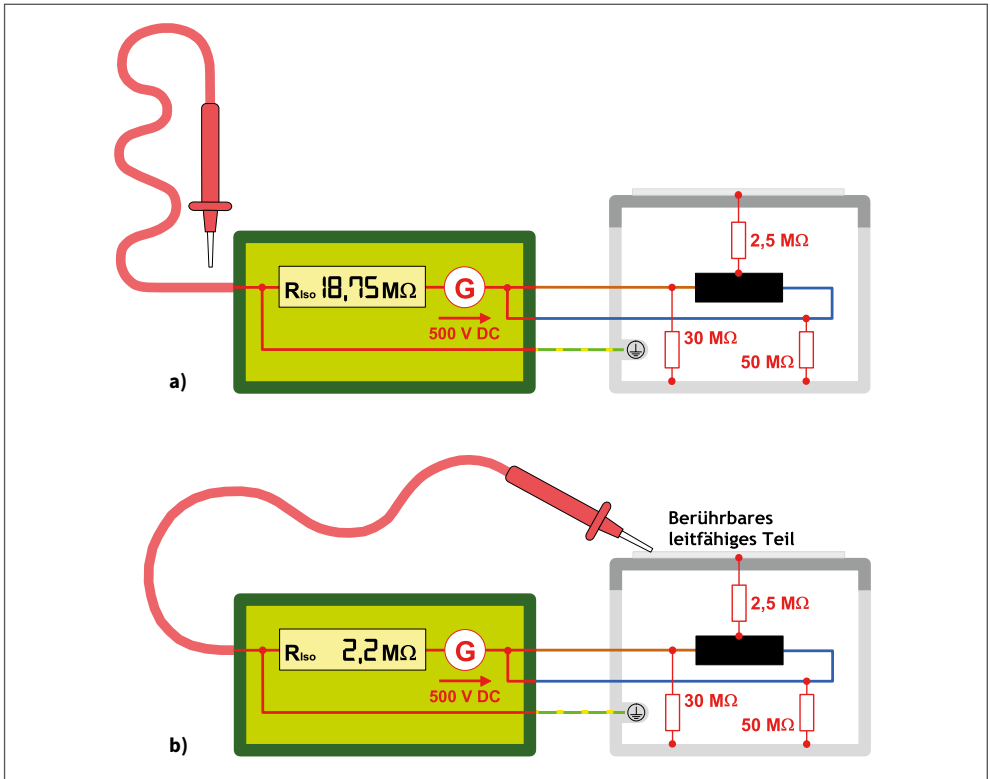 2,5 MΩ
RIso 18,75 MΩ
G
500 V DC
30 MΩ
50 MΩ
a)
Berührbares
leitfähiges Teil
2,5 MΩ
RIso 2,2 MΩ
G
500 V DC
30 MΩ
50 MΩ
b)